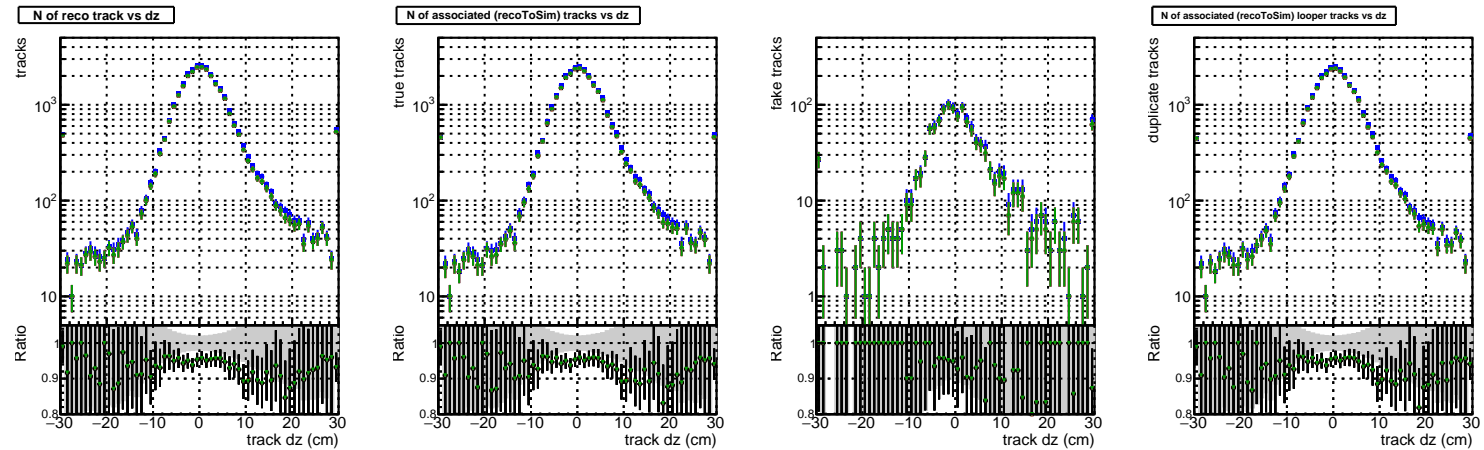 N of reco track vs dz
tracks
10³
10²
10
Ratio
1
0.9
0.8
−30 −20 −10 0 10 20 30
track dz (cm)
N of associated (recoToSim) tracks vs dz
true tracks
10³
10²
10
Ratio
1
0.9
0.8
−30 −20 −10 0 10 20 30
track dz (cm)
fake tracks
10²
10
1
Ratio
1
0.9
0.8
−30 −20 −10 0 10 20 30
track dz (cm)
N of associated (recoToSim) looper tracks vs dz
duplicate tracks
10³
10²
10
Ratio
1
0.9
0.8
−30 −20 −10 0 10 20 30
track dz (cm)